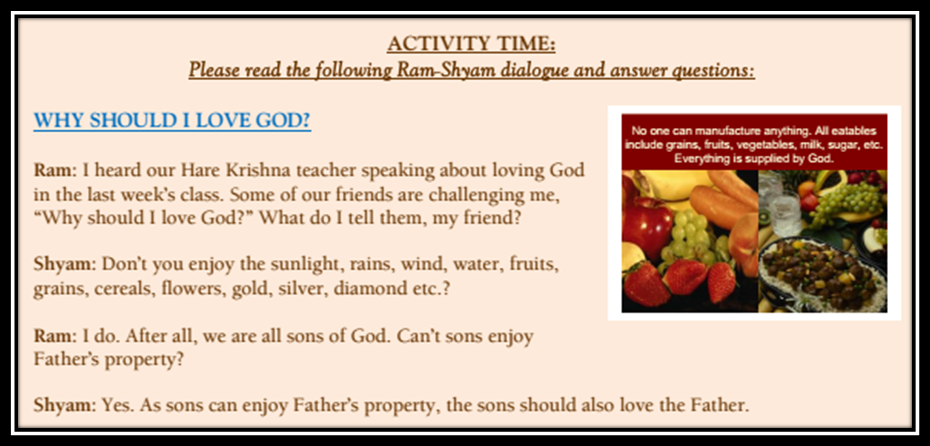 ACTIVITY TIME:
Please read the following Ram-Shyam dialogue and answer questions:
WHY SHOULD I LOVE GOD?
Ram: I heard our Hare Krishna teacher speaking about loving God
in the last week's class. Some of our friends are challenging me,
“Why should I love God?” What do I tell them, my friend?
Shyam: Don't you enjoy the sunlight, rains, wind, water, fruits,
grains, cereals, flowers, gold, silver, diamond etc.?
Ram: I do. After all, we are all sons of God. Can't sons enjoy
Father's property?
Shyam: Yes. As sons can enjoy Father's property, the sons should also love the Father.
No one can manufacture anything. All eatables
include grains, fruits, vegetables, milk, sugar, etc.
Everything is supplied by God.